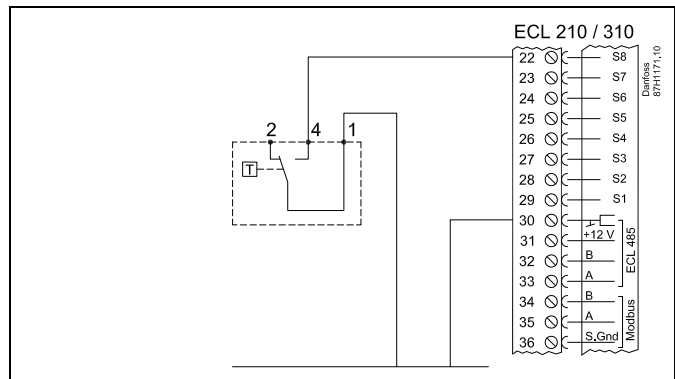 ECL 210 / 310
Danfoss
87H1171.10
22 S8
23 S7
24 S6
25 S5
26 S4
27 S3
28 S2
29 S1
30
31 +12 V
32 B
33 A
ECL 485
34 B
35 A
36 S.Gnd
Modbus
2 4 1
T